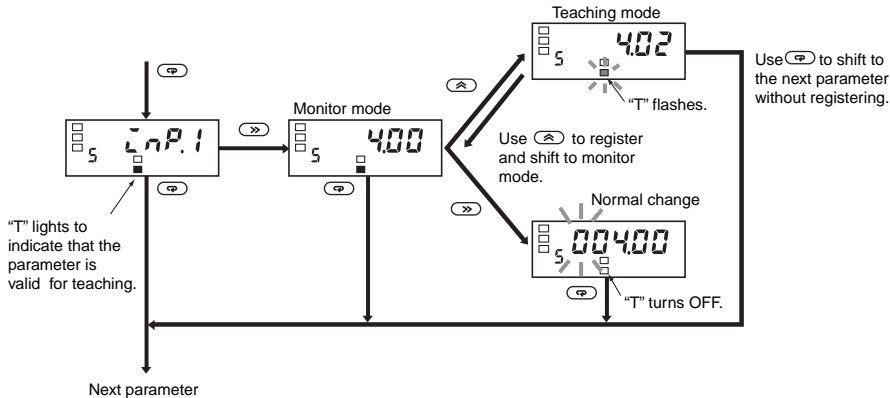 Teaching mode
S 4.02
"T" flashes.
Use to shift to
the next parameter
without registering.
Monitor mode
S inP.1
S 4.00
Use to register
and shift to monitor
mode.
Normal change
S 004.00
"T" turns OFF.
"T" lights to
indicate that the
parameter is
valid for teaching.
Next parameter